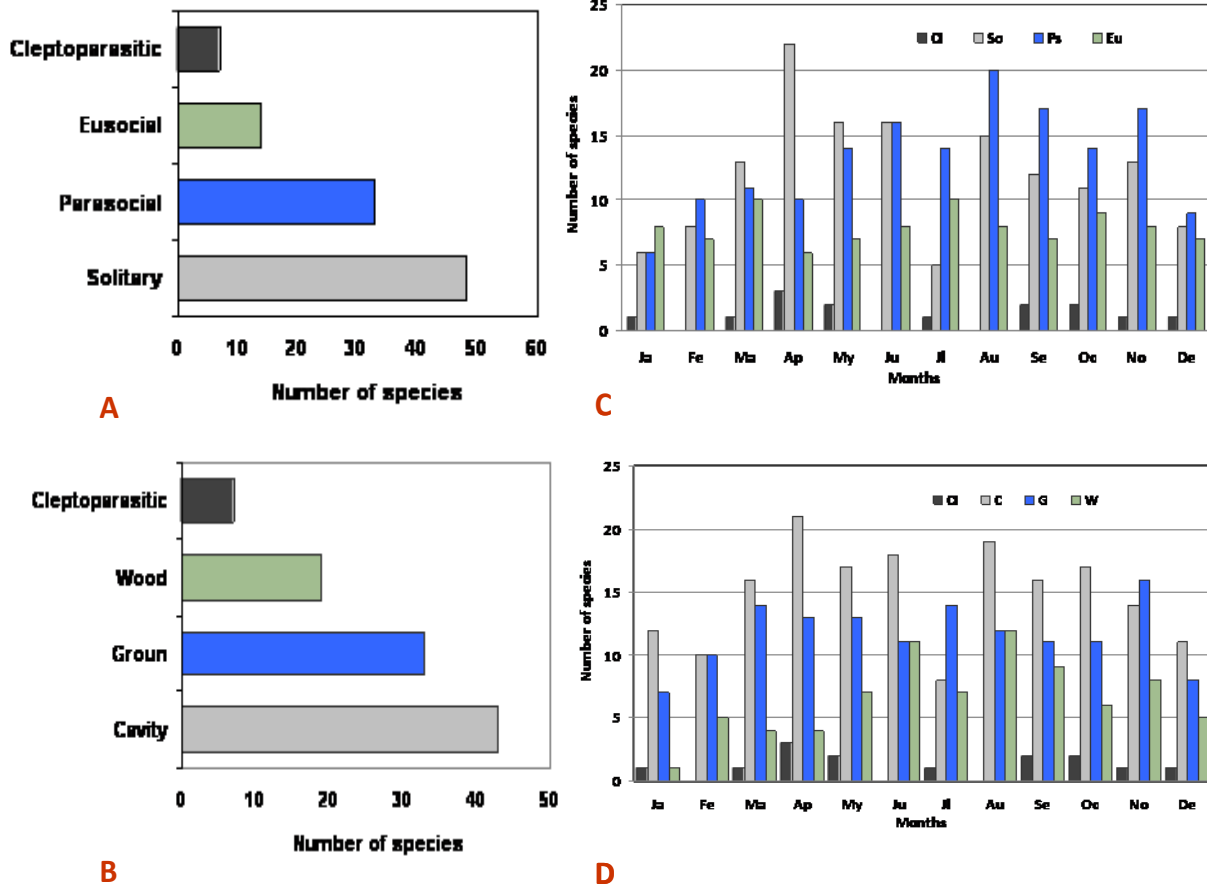 Cleptoparasitic
Eusocial
Parasocial
Solitary
0 10 20 30 40 50 60
Number of species
A
25
20
15
10
5
0
Number of species
Cl So Ps Eu
Ja Fe Ma Ap My Ju Jl Au Se Oc No De
Months
C
Cleptoparasitic
Wood
Groun
Cavity
0 10 20 30 40 50
Number of species
B
25
20
15
10
5
0
Number of species
Cl C G W
Ja Fe Ma Ap My Ju Jl Au Se Oc No De
Months
D